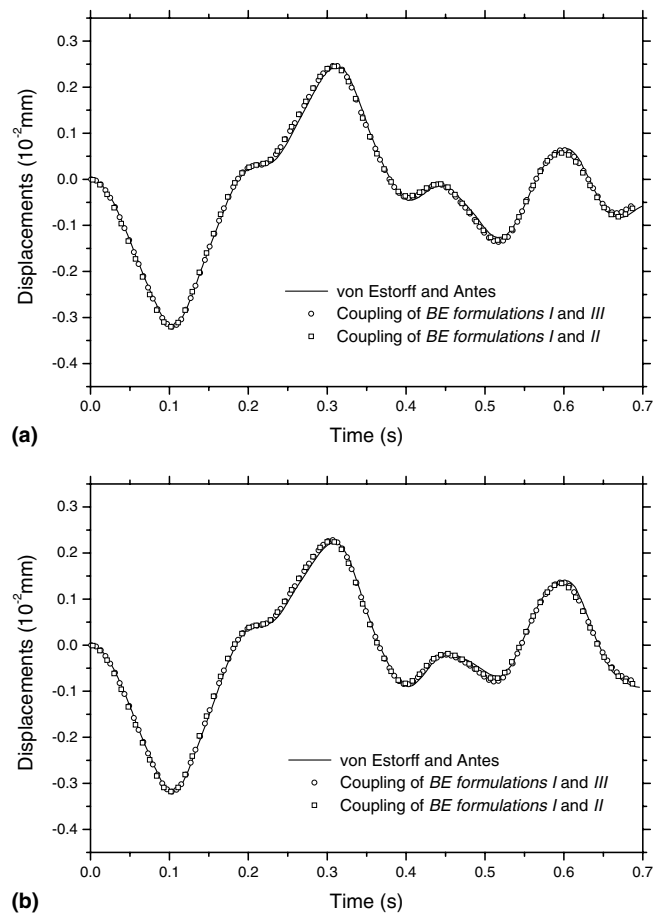 0.3
0.2
0.1
0.0
-0.1
-0.2
-0.3
-0.4
Displacements (10⁻²mm)
von Estorff and Antes
Coupling of BE formulations I and III
Coupling of BE formulations I and II
0.0 0.1 0.2 0.3 0.4 0.5 0.6 0.7
(a) Time (s)
0.3
0.2
0.1
0.0
-0.1
-0.2
-0.3
-0.4
Displacements (10⁻²mm)
von Estorff and Antes
Coupling of BE formulations I and III
Coupling of BE formulations I and II
0.0 0.1 0.2 0.3 0.4 0.5 0.6 0.7
(b) Time (s)